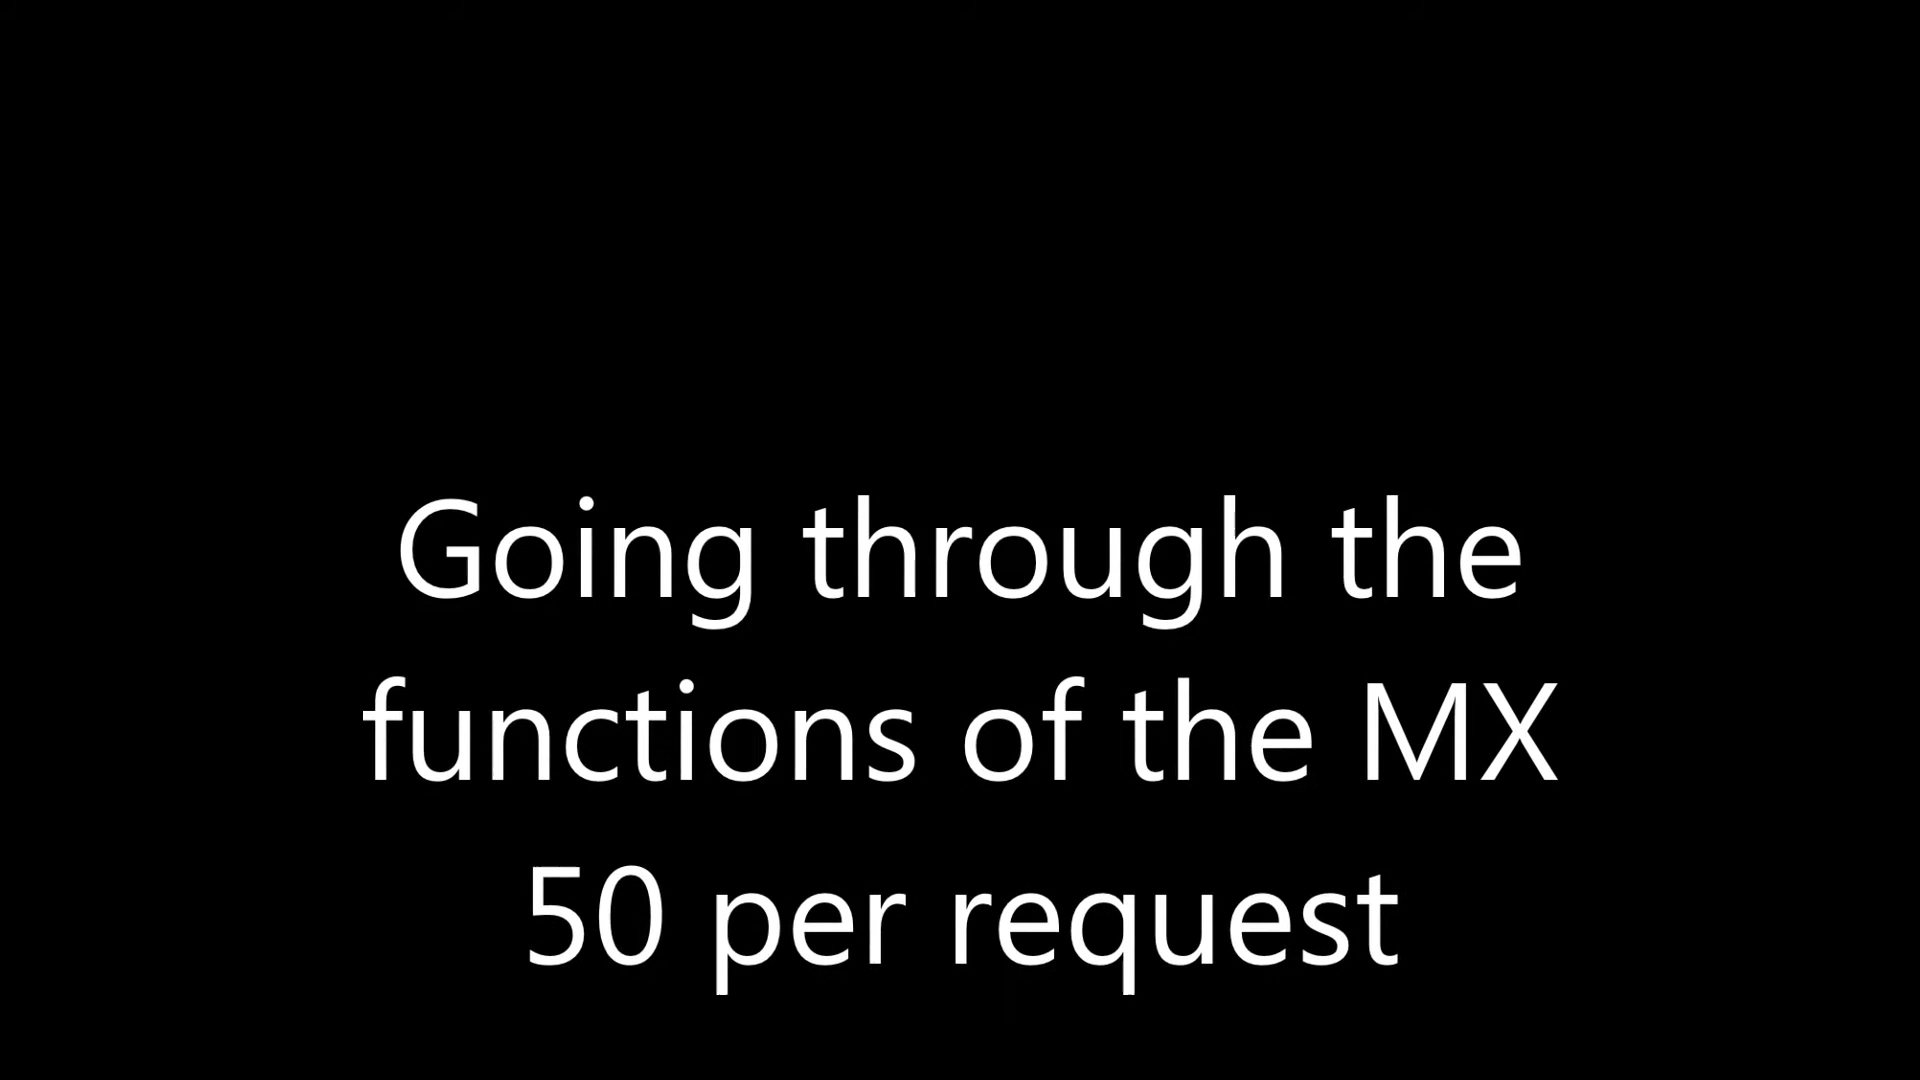 Going through the
functions of the MX
50 per request